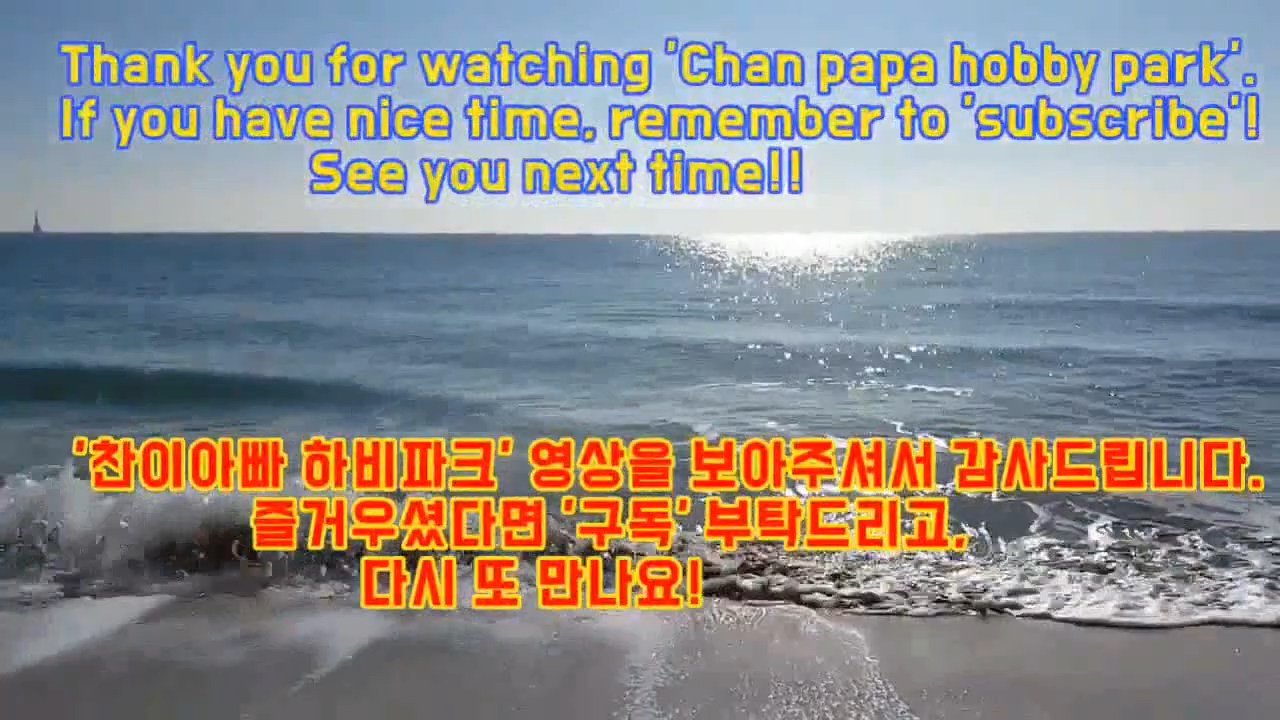 Thank you for watching 'Chan papa hobby park'.
If you have nice time, remember to 'subscribe'!
See you next time!!
'찬이아빠 하비파크' 영상을 보아주셔서 감사드립니다.
즐거우셨다면 '구독' 부탁드리고,
다시 또 만나요!